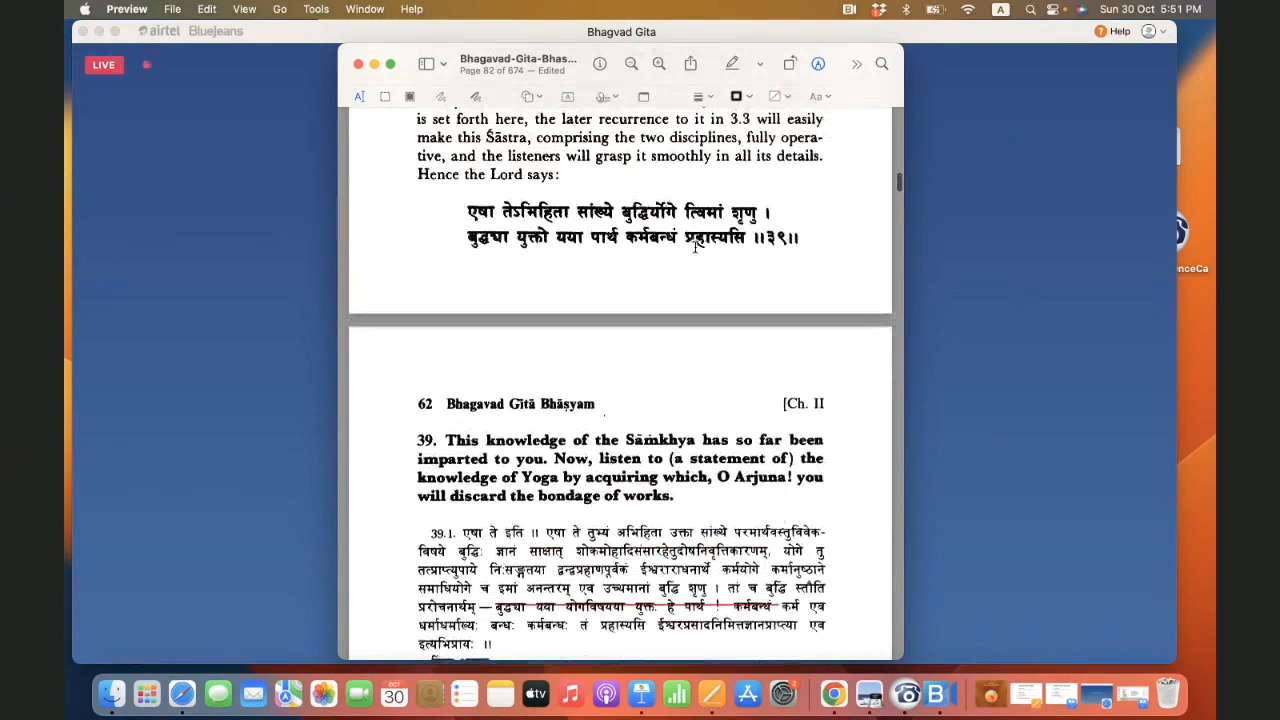 Preview File Edit View Go Tools Window Help Sun 30 Oct 5:51 PM
airtel BlueJeans Bhagvad Gita Help
LIVE
Bhagavad-Gita-Bhas...
Page 82 of 674 — Edited
is set forth here, the later recurrence to it in 3.3 will easily
make this Śāstra, comprising the two disciplines, fully opera-
tive, and the listeners will grasp it smoothly in all its details.
Hence the Lord says:
एषा तेऽभिहिता सांख्ये बुद्धिर्योगे त्विमां शृणु ।
बुद्ध्या युक्तो यया पार्थ कर्मबन्धं प्रहास्यसि ॥३९॥
62 Bhagavad Gītā Bhāṣyam [Ch. II
39. This knowledge of the Sāṁkhya has so far been
imparted to you. Now, listen to (a statement of) the
knowledge of Yoga by acquiring which, O Arjuna! you
will discard the bondage of works.
39.1. एषा ते इति ॥ एषा ते तुभ्यं अभिहिता उक्ता सांख्ये परमार्थवस्तुविवेक-
विषये बुद्धिः ज्ञानं साक्षात् शोकमोहादिसंसारहेतुदोषनिवृत्तिकारणम्, योगे तु
तत्प्राप्त्युपाये निःसङ्गतया द्वन्द्वप्रहाणपूर्वकं ईश्वराराधनार्थे कर्मयोगे कर्मानुष्ठाने
समाधियोगे च इमां अनन्तरम् एव उच्यमानां बुद्धिं शृणु । तां च बुद्धिं स्तौति
प्ररोचनार्थम् — बुद्ध्या यया योगविषयया युक्तः हे पार्थ ! कर्मबन्धं कर्म एव
धर्माधर्माख्यः बन्धः कर्मबन्धः तं प्रहास्यसि ईश्वरप्रसादनिमित्तज्ञानप्राप्त्या एव
इत्यभिप्रायः ॥
OCT
30
tv